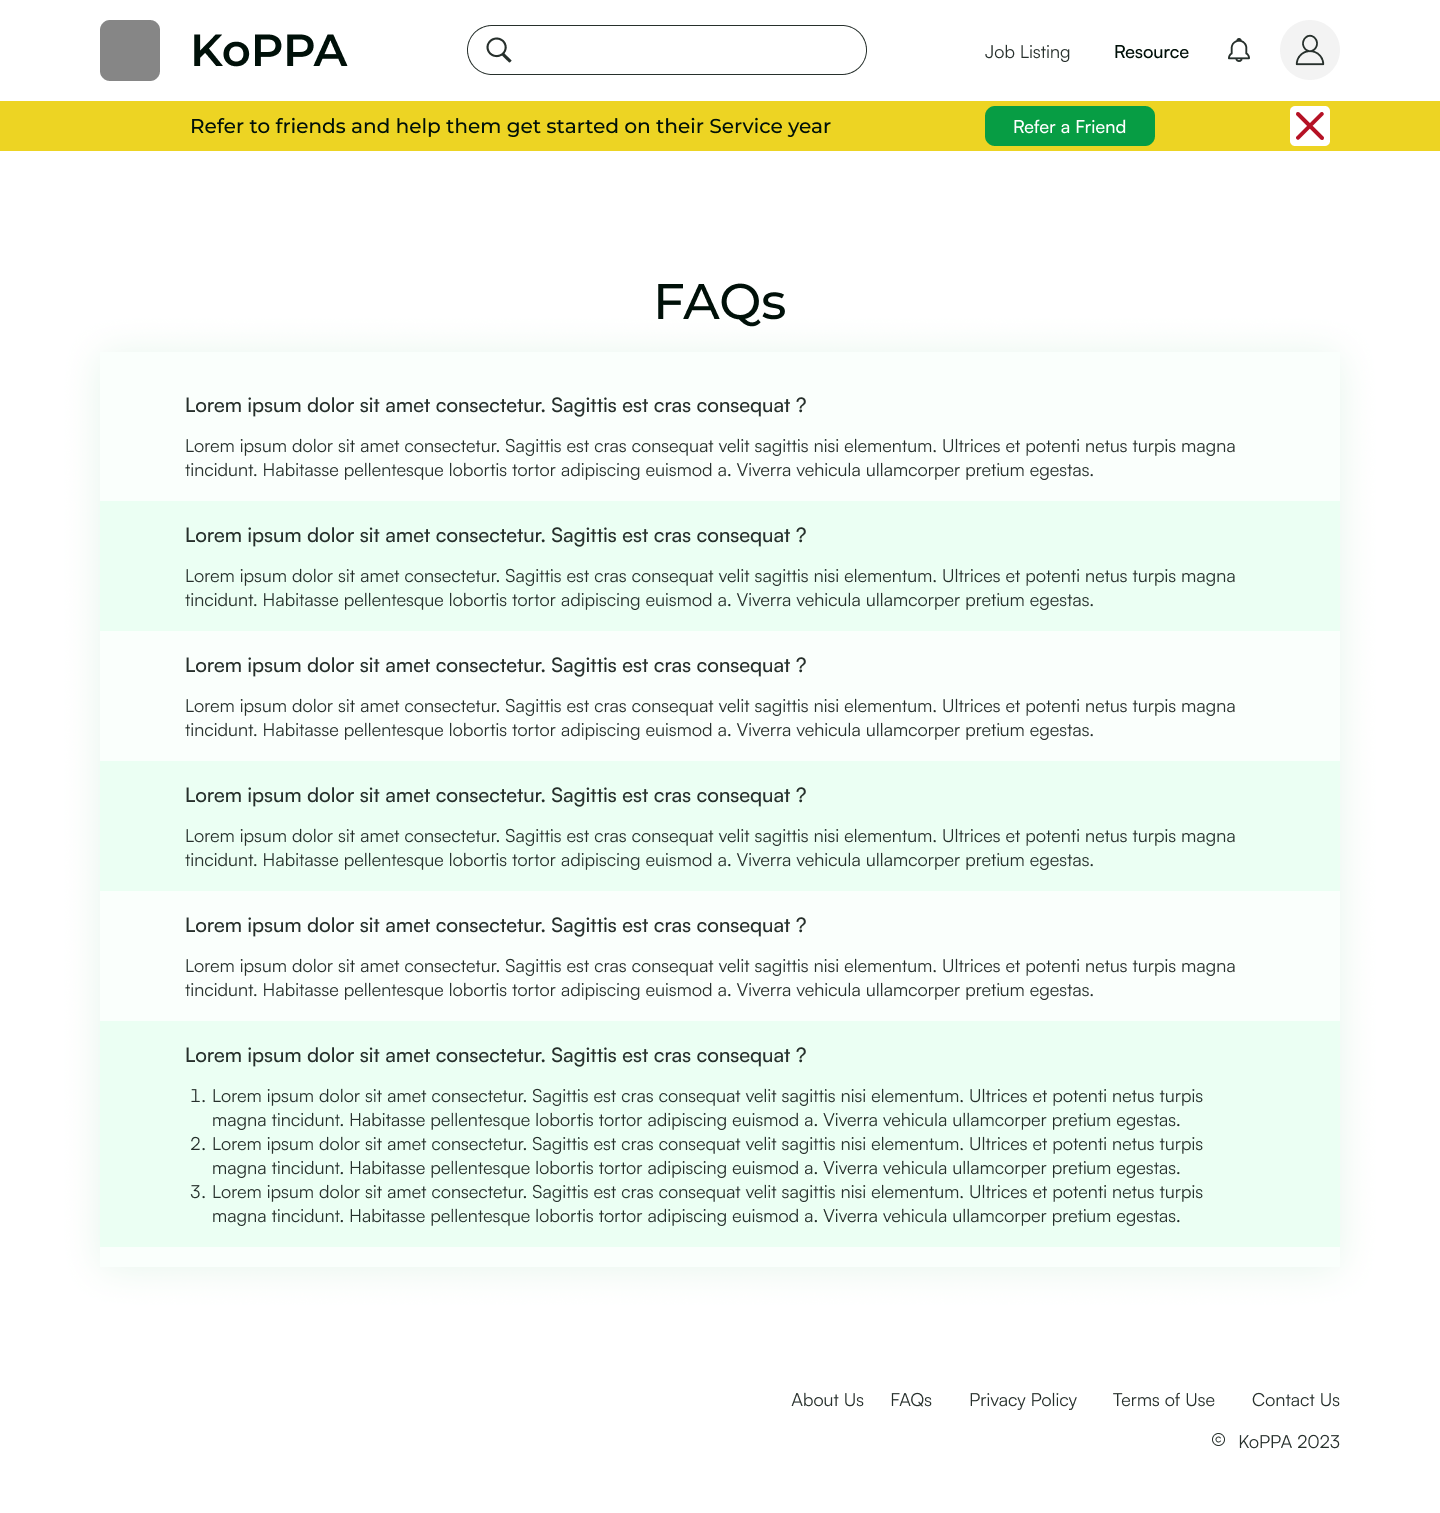 KoPPA
Job Listing
Resource
Refer to friends and help them get started on their Service year
Refer a Friend
FAQs
Lorem ipsum dolor sit amet consectetur. Sagittis est cras consequat ?
Lorem ipsum dolor sit amet consectetur. Sagittis est cras consequat velit sagittis nisi elementum. Ultrices et potenti netus turpis magna
tincidunt. Habitasse pellentesque lobortis tortor adipiscing euismod a. Viverra vehicula ullamcorper pretium egestas.
Lorem ipsum dolor sit amet consectetur. Sagittis est cras consequat ?
Lorem ipsum dolor sit amet consectetur. Sagittis est cras consequat velit sagittis nisi elementum. Ultrices et potenti netus turpis magna
tincidunt. Habitasse pellentesque lobortis tortor adipiscing euismod a. Viverra vehicula ullamcorper pretium egestas.
Lorem ipsum dolor sit amet consectetur. Sagittis est cras consequat ?
Lorem ipsum dolor sit amet consectetur. Sagittis est cras consequat velit sagittis nisi elementum. Ultrices et potenti netus turpis magna
tincidunt. Habitasse pellentesque lobortis tortor adipiscing euismod a. Viverra vehicula ullamcorper pretium egestas.
Lorem ipsum dolor sit amet consectetur. Sagittis est cras consequat ?
Lorem ipsum dolor sit amet consectetur. Sagittis est cras consequat velit sagittis nisi elementum. Ultrices et potenti netus turpis magna
tincidunt. Habitasse pellentesque lobortis tortor adipiscing euismod a. Viverra vehicula ullamcorper pretium egestas.
Lorem ipsum dolor sit amet consectetur. Sagittis est cras consequat ?
Lorem ipsum dolor sit amet consectetur. Sagittis est cras consequat velit sagittis nisi elementum. Ultrices et potenti netus turpis magna
tincidunt. Habitasse pellentesque lobortis tortor adipiscing euismod a. Viverra vehicula ullamcorper pretium egestas.
Lorem ipsum dolor sit amet consectetur. Sagittis est cras consequat ?
1. Lorem ipsum dolor sit amet consectetur. Sagittis est cras consequat velit sagittis nisi elementum. Ultrices et potenti netus turpis
magna tincidunt. Habitasse pellentesque lobortis tortor adipiscing euismod a. Viverra vehicula ullamcorper pretium egestas.
2. Lorem ipsum dolor sit amet consectetur. Sagittis est cras consequat velit sagittis nisi elementum. Ultrices et potenti netus turpis
magna tincidunt. Habitasse pellentesque lobortis tortor adipiscing euismod a. Viverra vehicula ullamcorper pretium egestas.
3. Lorem ipsum dolor sit amet consectetur. Sagittis est cras consequat velit sagittis nisi elementum. Ultrices et potenti netus turpis
magna tincidunt. Habitasse pellentesque lobortis tortor adipiscing euismod a. Viverra vehicula ullamcorper pretium egestas.
About Us
FAQs
Privacy Policy
Terms of Use
Contact Us
© KoPPA 2023